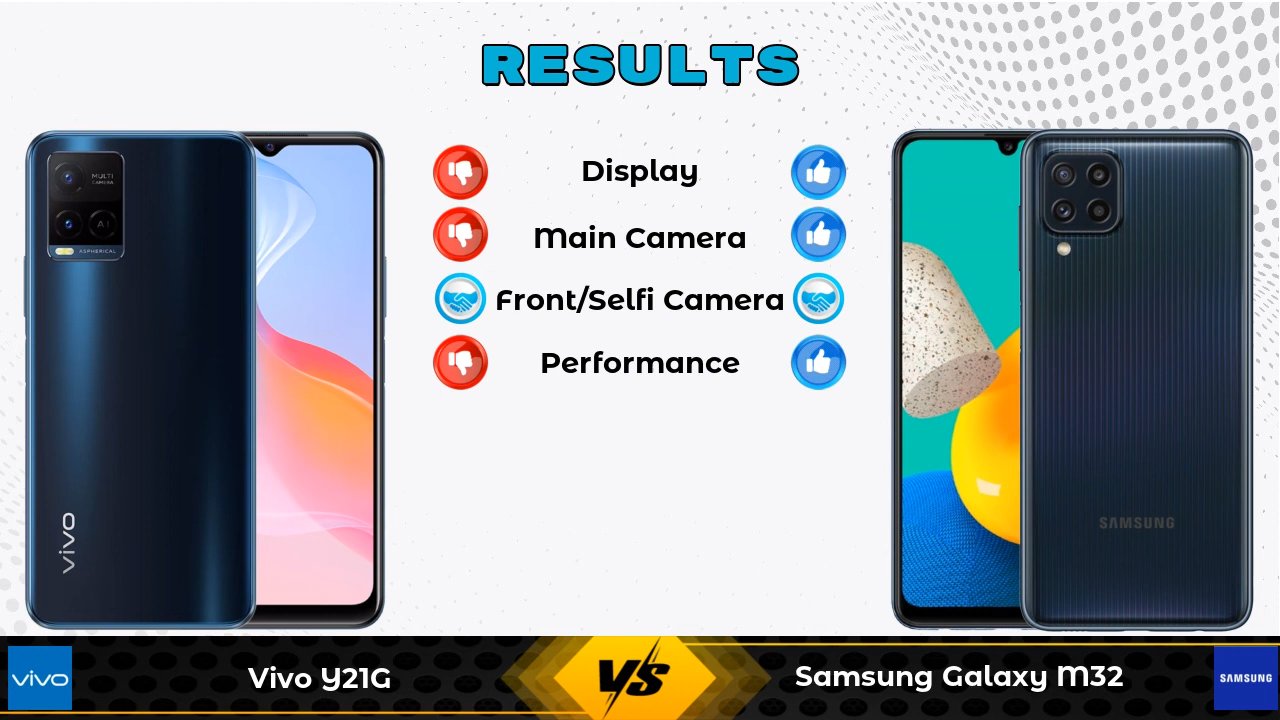 RESULTS
MULTI
CAMERA
AI
ASPHERICAL
vivo
Display
Main Camera
Front/Selfi Camera
Performance
SAMSUNG
vivo
Vivo Y21G
VS
Samsung Galaxy M32
SAMSUNG